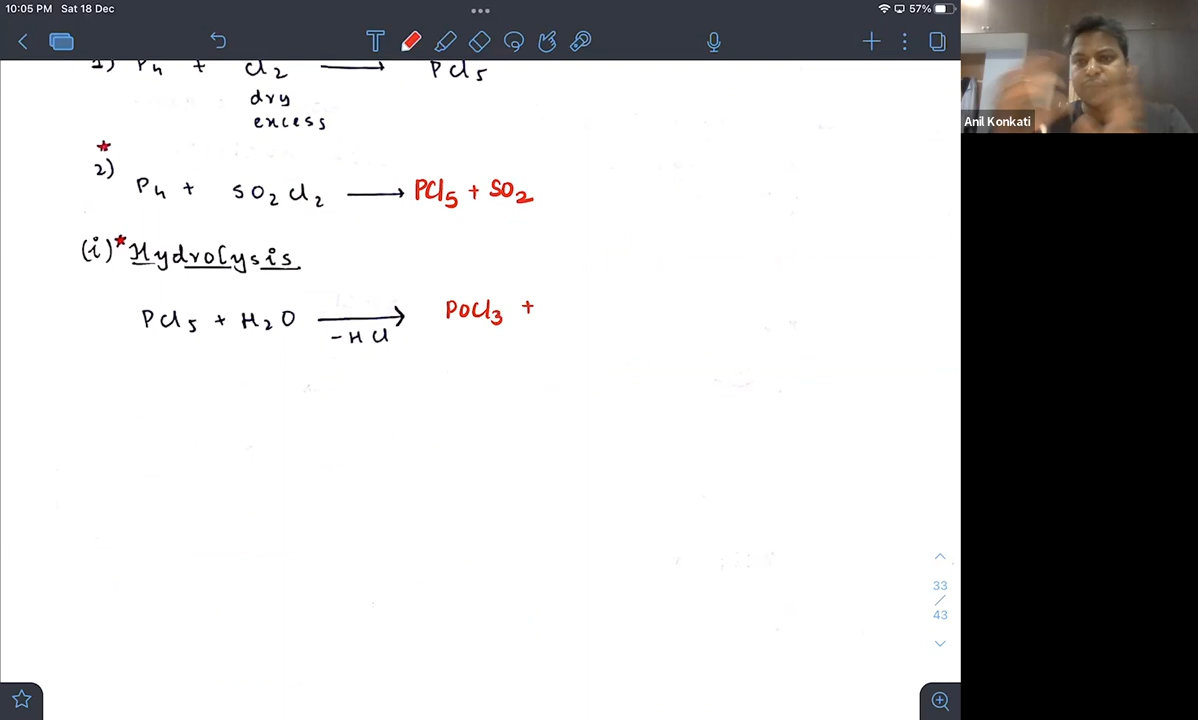 10:05 PM Sat 18 Dec
57%
1) P4 + Cl2 ⟶ PCl5
dry
excess
*
2) P4 + SO2Cl2 ⟶ PCl5 + SO2
(i)* Hydrolysis
PCl5 + H2O ⟶ POCl3 +
-HCl
Anil Konkati
33
/
43